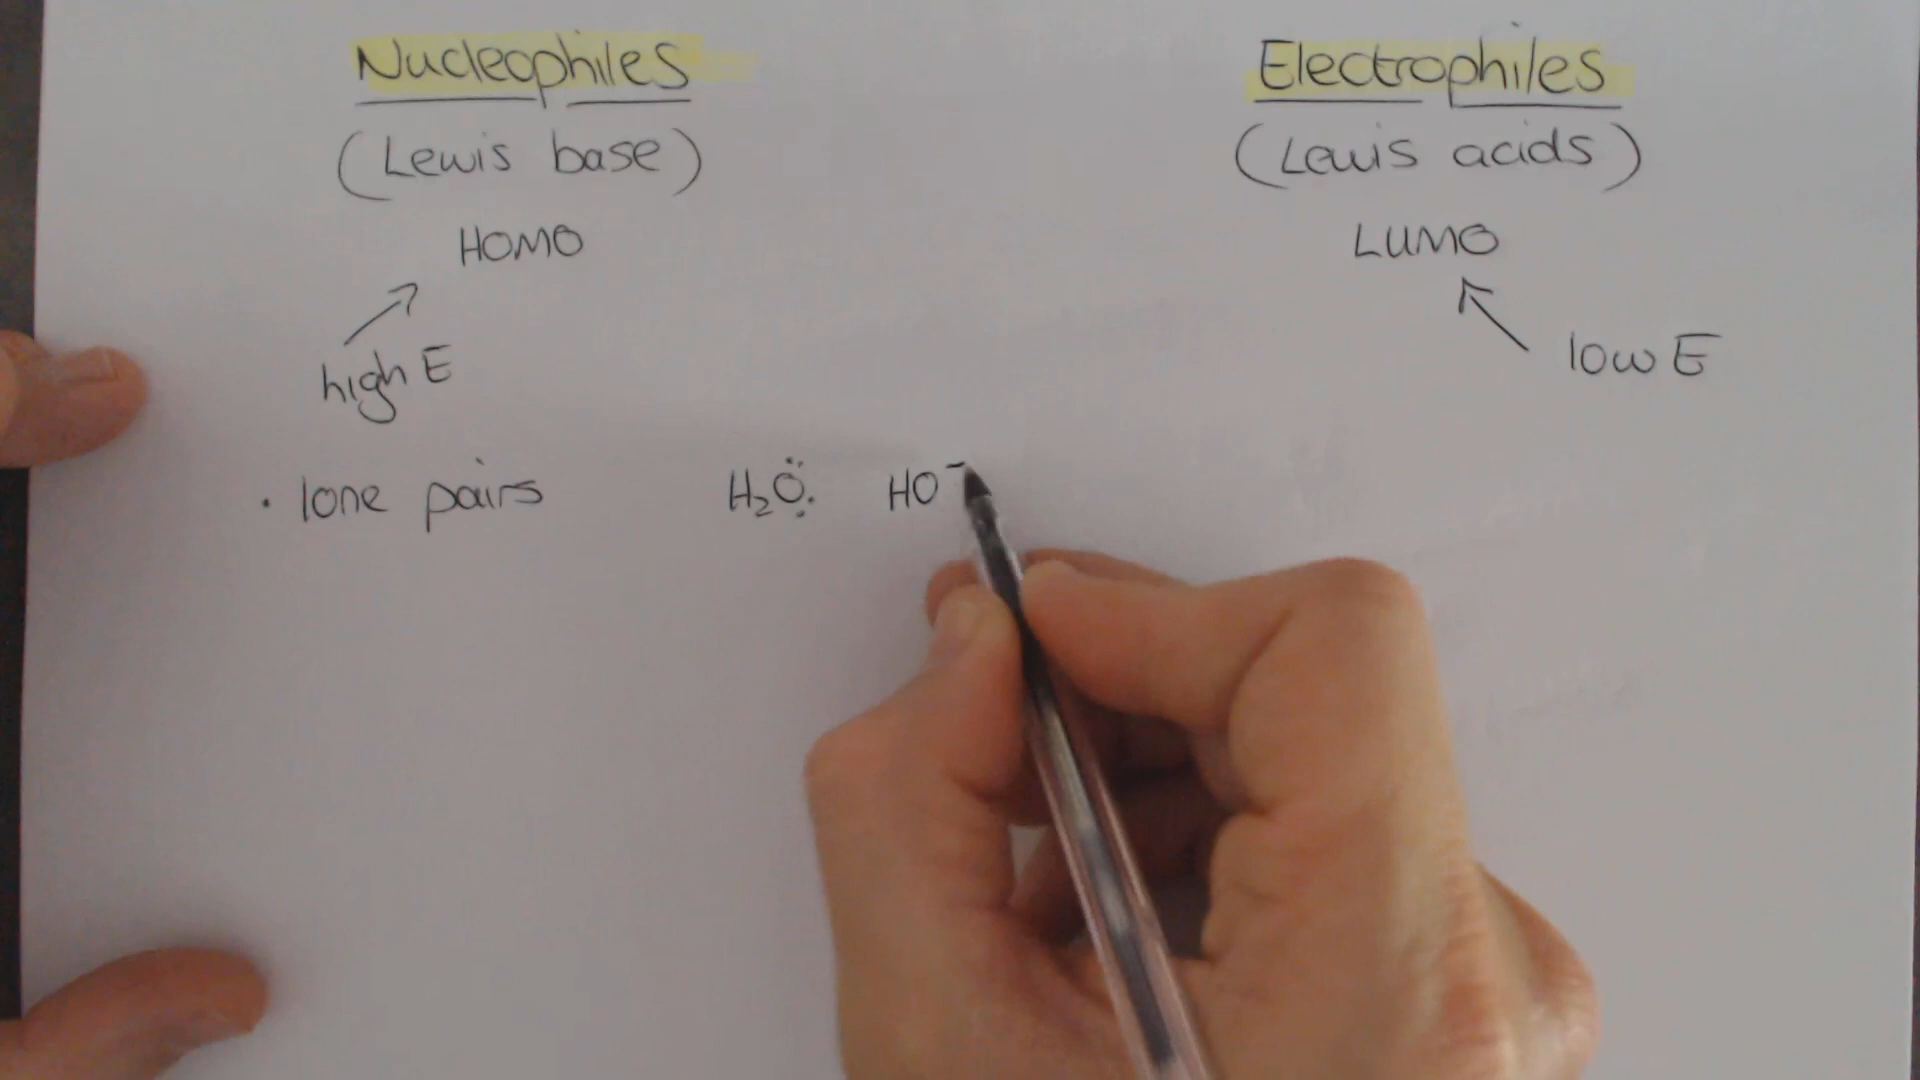 Nucleophiles
(Lewis base)
HOMO
high E
Electrophiles
(Lewis acids)
LUMO
low E
· lone pairs H₂Ö: HO⁻